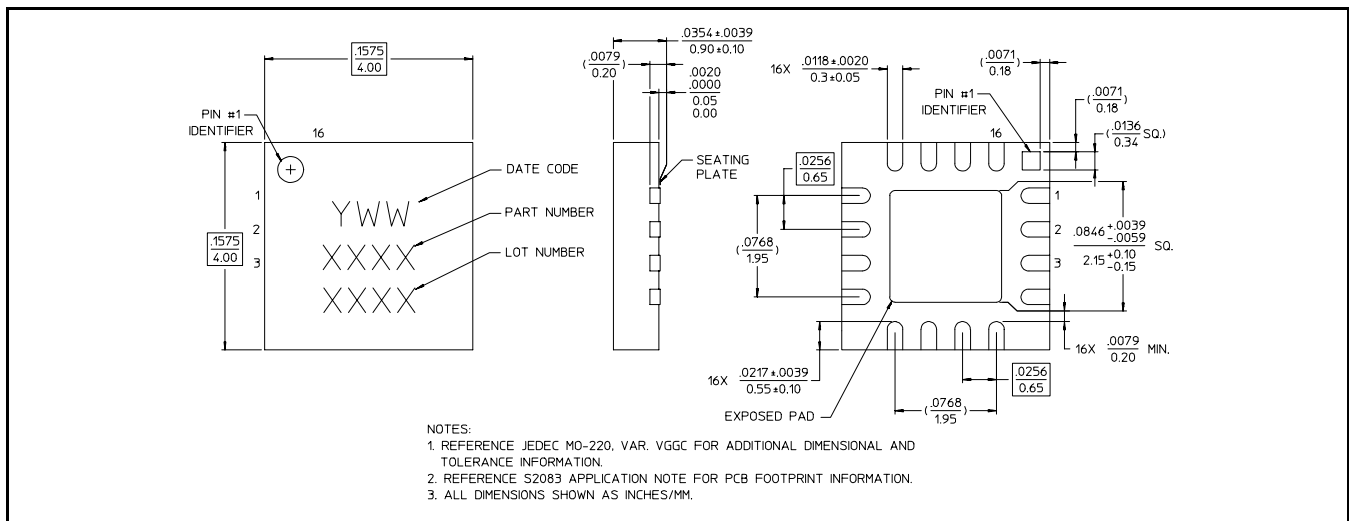 .1575
4.00
PIN #1
IDENTIFIER
16
1
2
3
.1575
4.00
DATE CODE
YWW
PART NUMBER
XXXX
LOT NUMBER
XXXX
.0354±.0039
0.90±0.10
(.0079
0.20)
.0020
.0000
0.05
0.00
SEATING
PLATE
16X .0118±.0020
0.3±0.05
(.0071
0.18)
PIN #1
IDENTIFIER
16
(.0071
0.18)
(.0136
0.34 SQ.)
.0256
0.65
(.0768
1.95)
1
2
3
.0846 +.0039
-.0059
2.15 +0.10
-0.15
SQ.
16X .0079
0.20 MIN.
16X .0217±.0039
0.55±0.10
.0256
0.65
(.0768
1.95)
EXPOSED PAD
NOTES:
1. REFERENCE JEDEC MO-220, VAR. VGGC FOR ADDITIONAL DIMENSIONAL AND
TOLERANCE INFORMATION.
2. REFERENCE S2083 APPLICATION NOTE FOR PCB FOOTPRINT INFORMATION.
3. ALL DIMENSIONS SHOWN AS INCHES/MM.